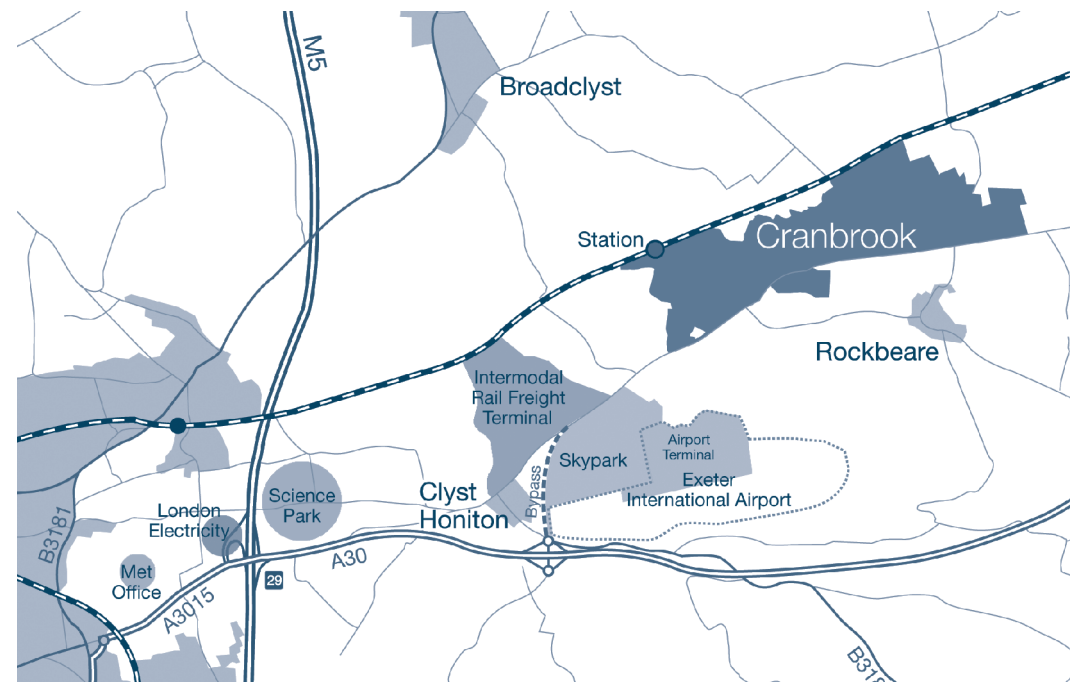 M5
Broadclyst
Station
Cranbrook
Rockbeare
Intermodal
Rail Freight
Terminal
Airport
Terminal
Skypark
Exeter
International Airport
Bypass
Clyst
Honiton
Science
Park
London
Electricity
B3181
Met
Office
A30
29
A3015